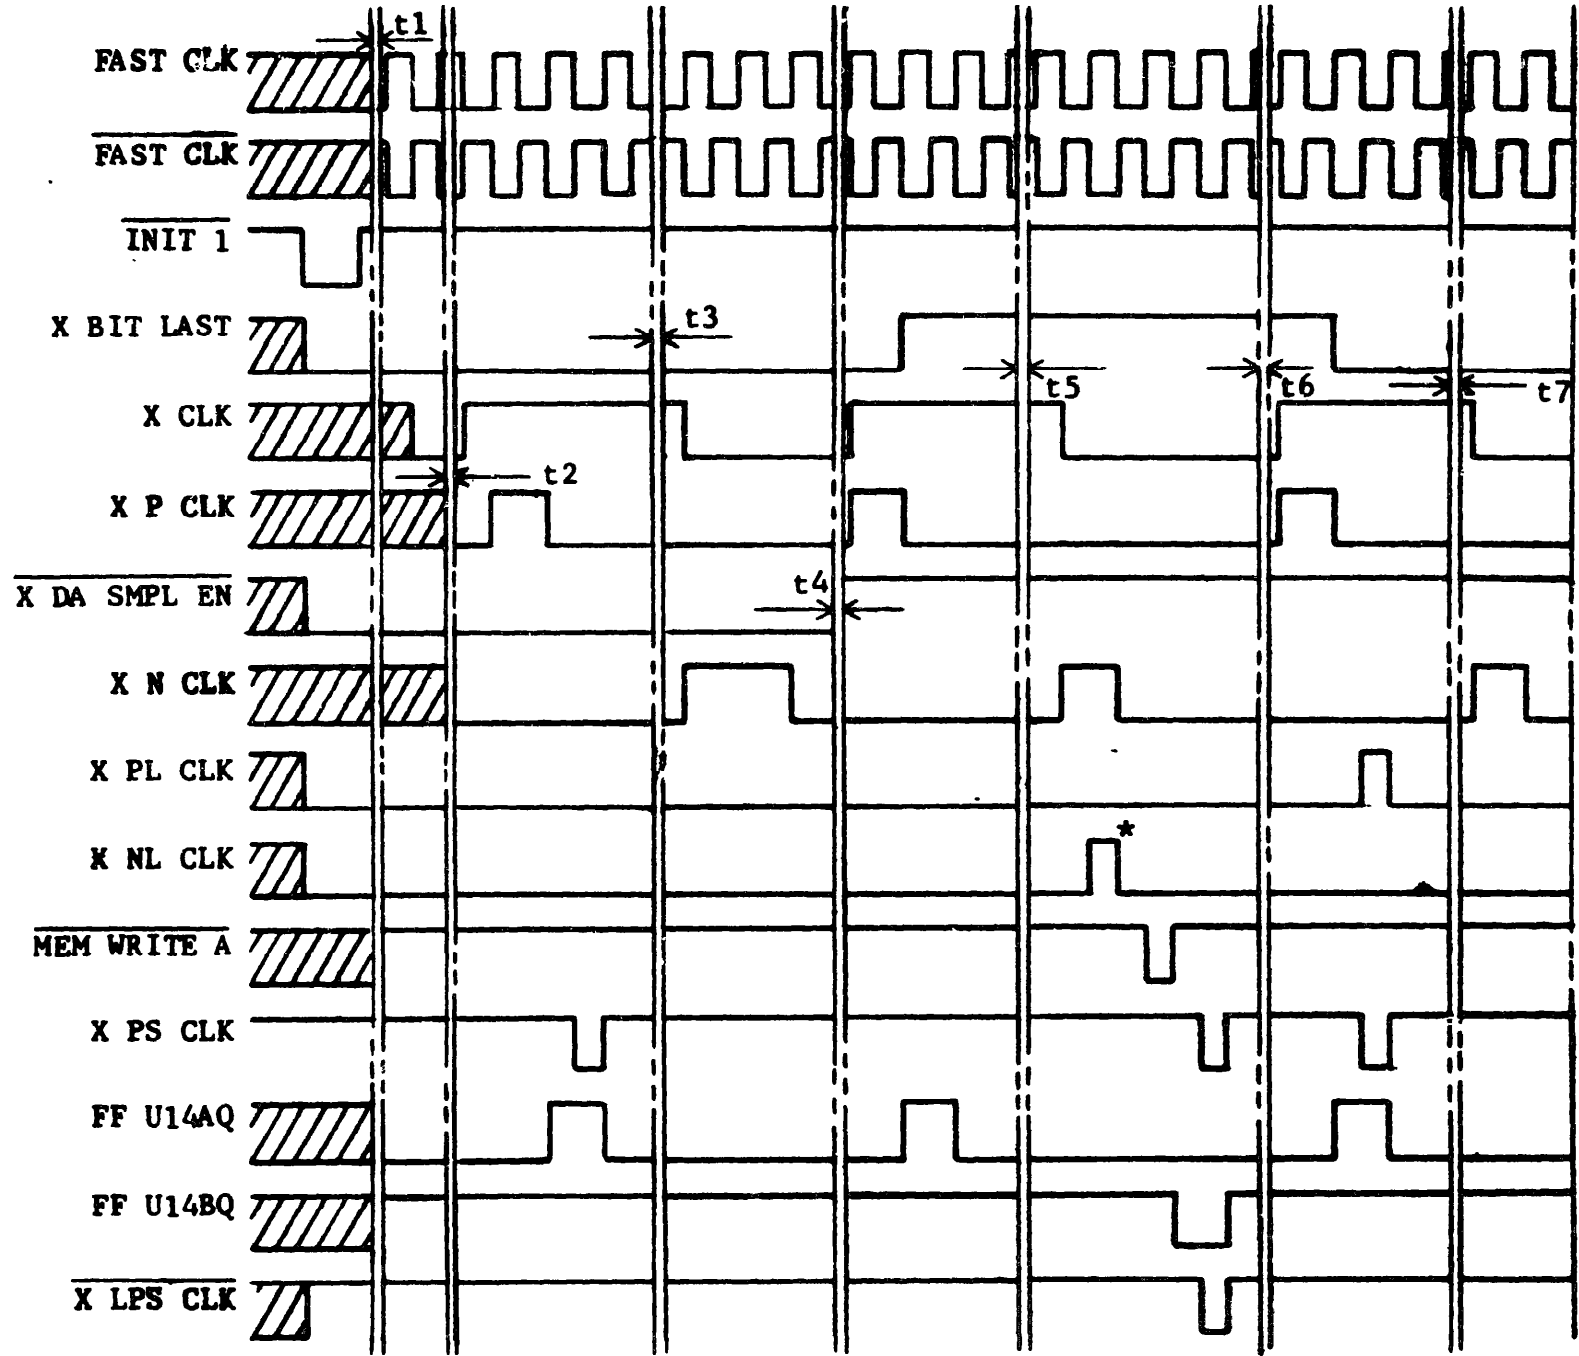 t1
FAST CLK
FAST CLK
INIT 1
X BIT LAST
t3
t5
t6
t7
X CLK
t2
X P CLK
X DA SMPL EN
t4
X N CLK
X PL CLK
X NL CLK
*
MEM WRITE A
X PS CLK
FF U14AQ
FF U14BQ
X LPS CLK